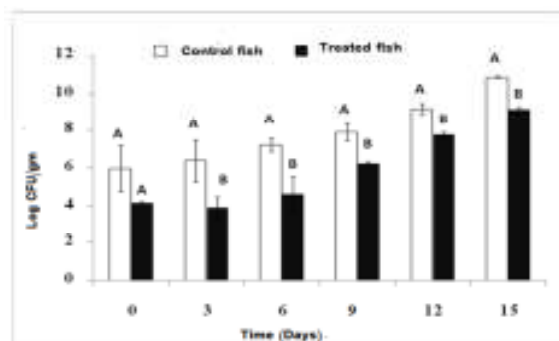 12
10
8
6
4
2
0
Log CFU/gm
Control fish Treated fish
A A
A B
A B
A B
A B
A B
0 3 6 9 12 15
Time (Days)